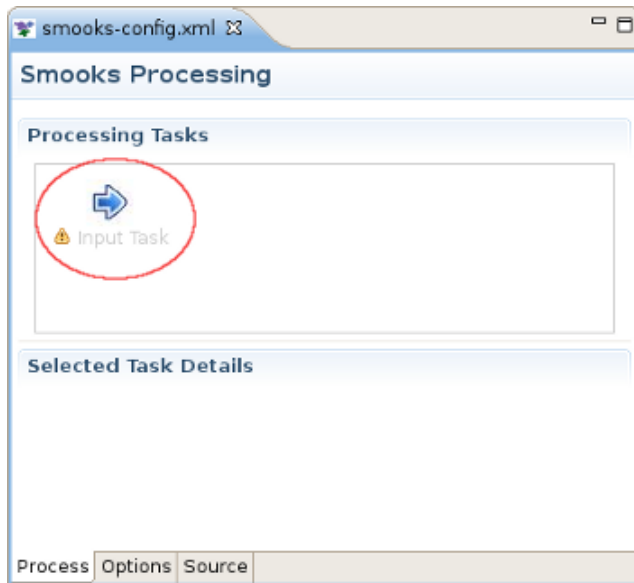 smooks-config.xml
Smooks Processing
Processing Tasks
Input Task
Selected Task Details
Process Options Source